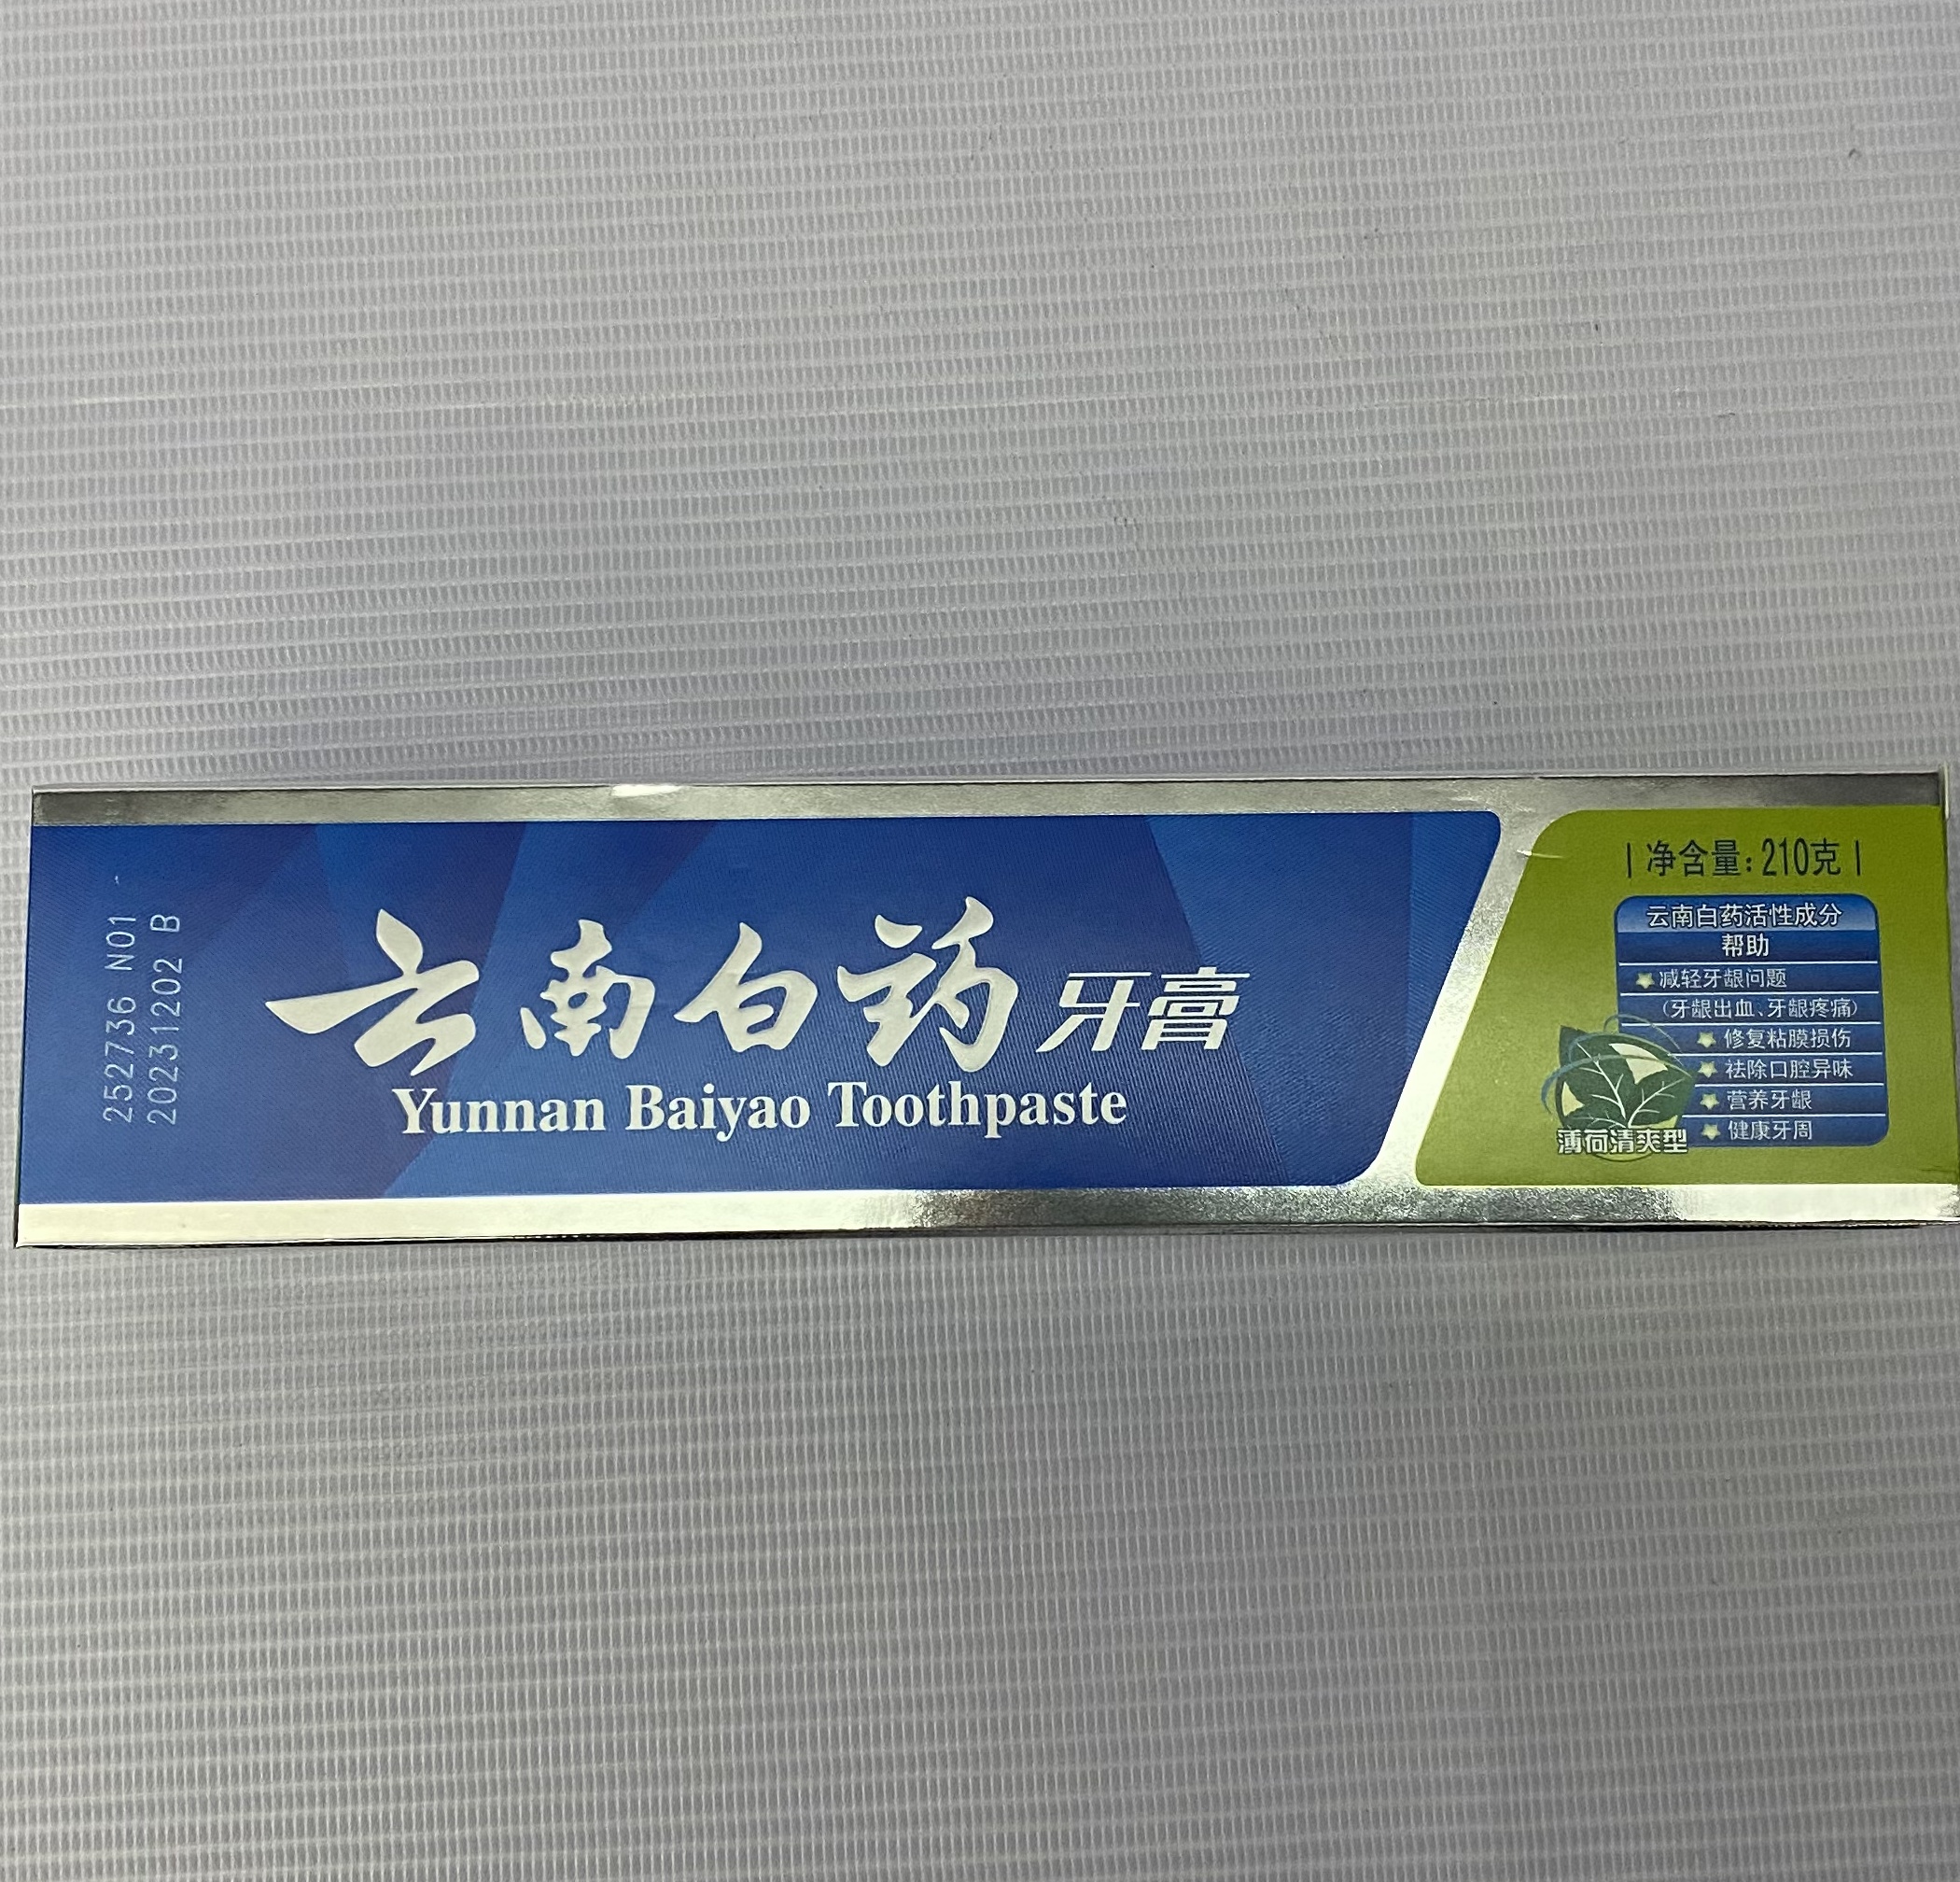 252736 N01
202312202 B
云南白药牙膏
Yunnan Baiyao Toothpaste
净含量:210克
云南白药活性成分
帮助
减轻牙龈问题
(牙龈出血、牙龈疼痛)
修复粘膜损伤
祛除口腔异味
营养牙龈
健康牙周
薄荷清爽型